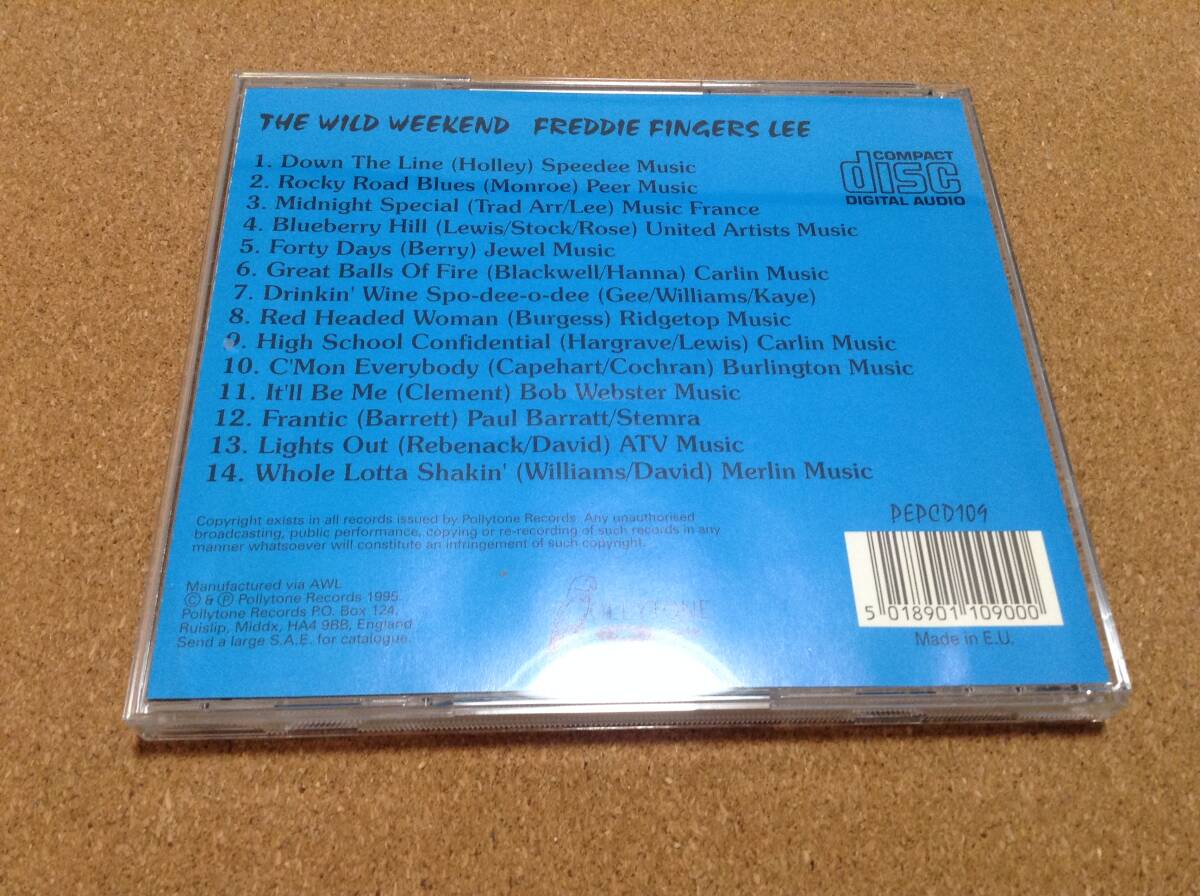 THE WILD WEEKEND FREDDIE FINGERS LEE
COMPACT
disc
DIGITAL AUDIO
1. Down The Line (Holley) Speedee Music
2. Rocky Road Blues (Monroe) Peer Music
3. Midnight Special (Trad Arr/Lee) Music France
4. Blueberry Hill (Lewis/Stock/Rose) United Artists Music
5. Forty Days (Berry) Jewel Music
6. Great Balls Of Fire (Blackwell/Hanna) Carlin Music
7. Drinkin' Wine Spo-dee-o-dee (Gee/Williams/Kaye)
8. Red Headed Woman (Burgess) Ridgetop Music
9. High School Confidential (Hargrave/Lewis) Carlin Music
10. C'Mon Everybody (Capehart/Cochran) Burlington Music
11. It'll Be Me (Clement) Bob Webster Music
12. Frantic (Barrett) Paul Barratt/Stemra
13. Lights Out (Rebenack/David) ATV Music
14. Whole Lotta Shakin' (Williams/David) Merlin Music
Copyright exists in all records issued by Pollytone Records. Any unauthorised
broadcasting, public performance, copying or re-recording of such records in any
manner whatsoever will constitute an infringement of such copyright.
PEPCD109
Manufactured via AWL
© & ℗ Pollytone Records 1995.
Pollytone Records P.O. Box 124,
Ruislip, Middx, HA4 9BB, England
Send a large S.A.E. for catalogue.
5 018901 109000
Made in E.U.